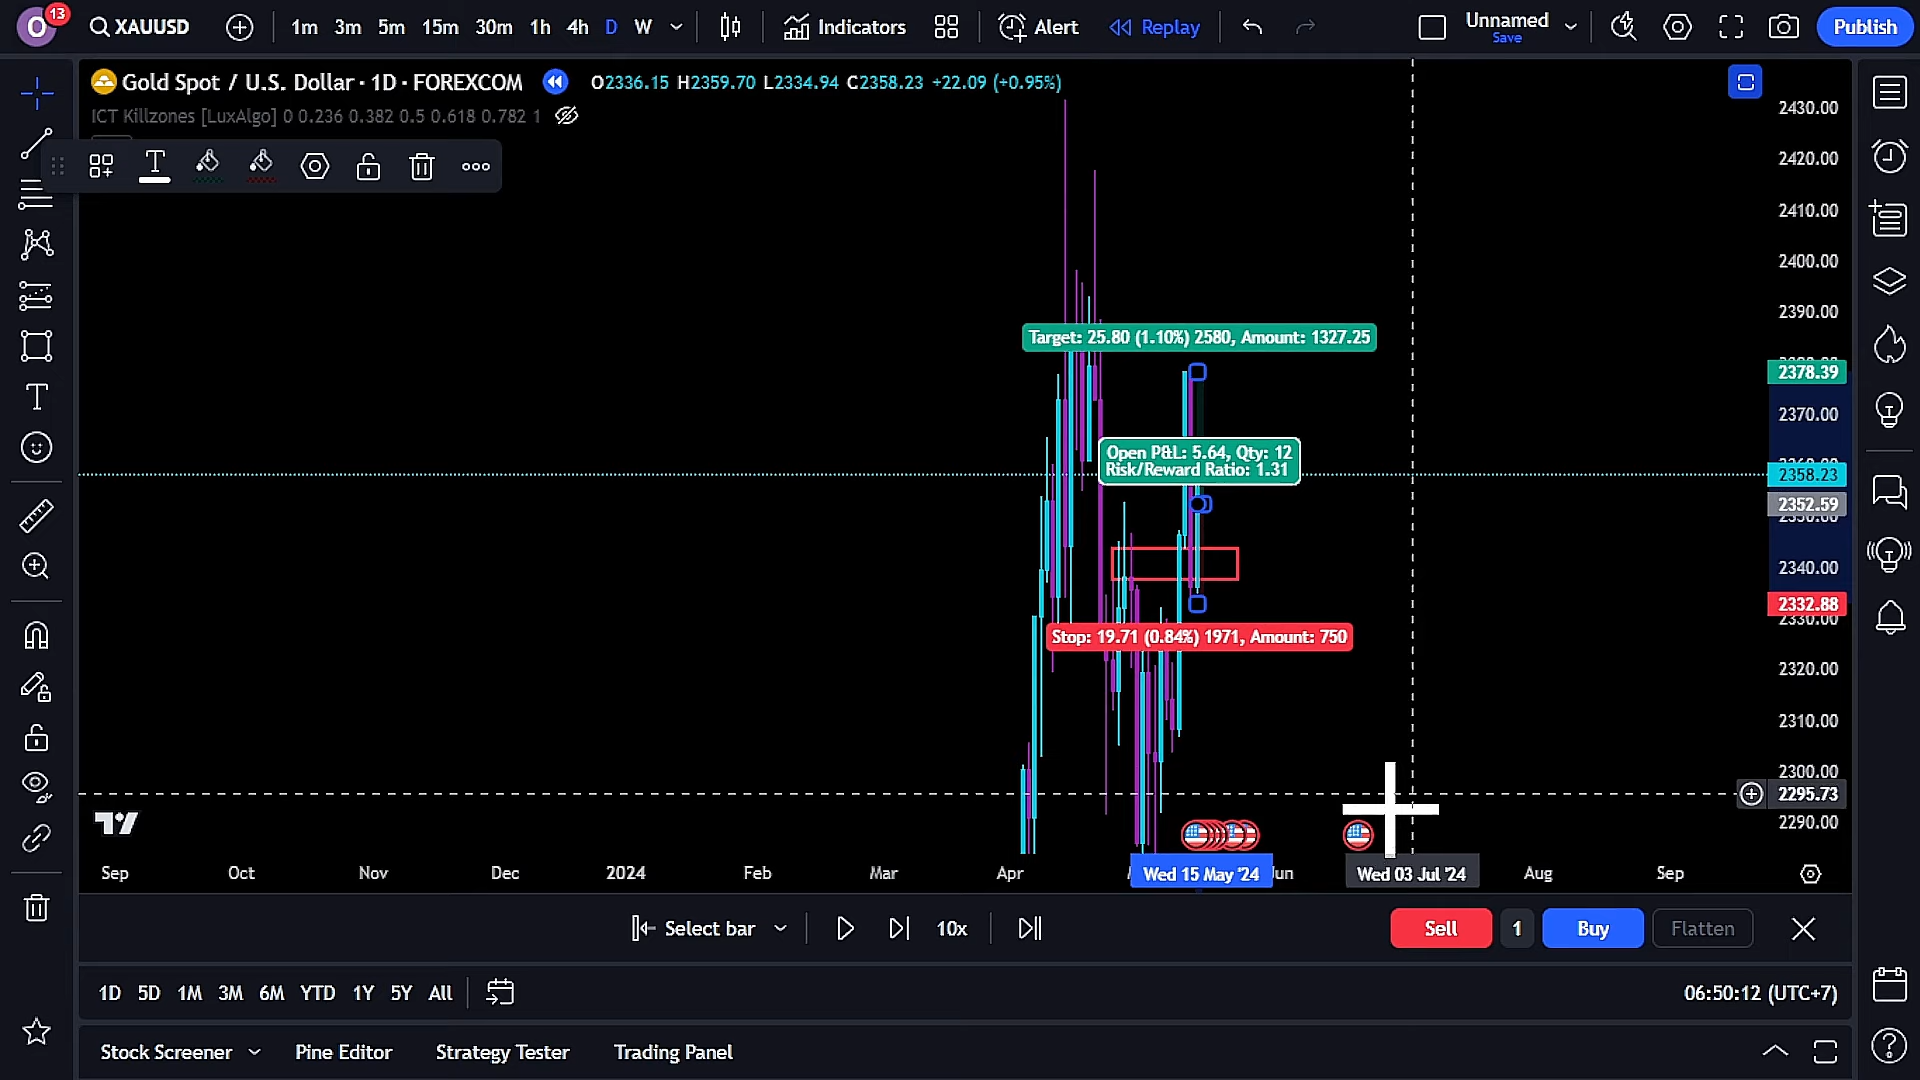 O
13
XAUUSD
1m 3m 5m 15m 30m 1h 4h D W
Indicators
Alert
Replay
Unnamed
Save
Publish
Gold Spot / U.S. Dollar · 1D · FOREXCOM
O2336.15 H2359.70 L2334.94 C2358.23 +22.09 (+0.95%)
ICT Killzones [LuxAlgo] 0 0.236 0.382 0.5 0.618 0.782 1
T
2430.00
2420.00
2410.00
2400.00
2390.00
2378.39
2370.00
2358.23
2352.59
2340.00
2332.88
2330.00
2320.00
2310.00
2300.00
2295.73
2290.00
Target: 25.80 (1.10%) 2580, Amount: 1327.25
Open P&L: 5.64, Qty: 12
Risk/Reward Ratio: 1.31
Stop: 19.71 (0.84%) 1971, Amount: 750
Sep Oct Nov Dec 2024 Feb Mar Apr Wed 15 May '24 Wed 03 Jul '24 Aug Sep
Select bar
10x
Sell
1
Buy
Flatten
1D 5D 1M 3M 6M YTD 1Y 5Y All
06:50:12 (UTC+7)
Stock Screener
Pine Editor
Strategy Tester
Trading Panel